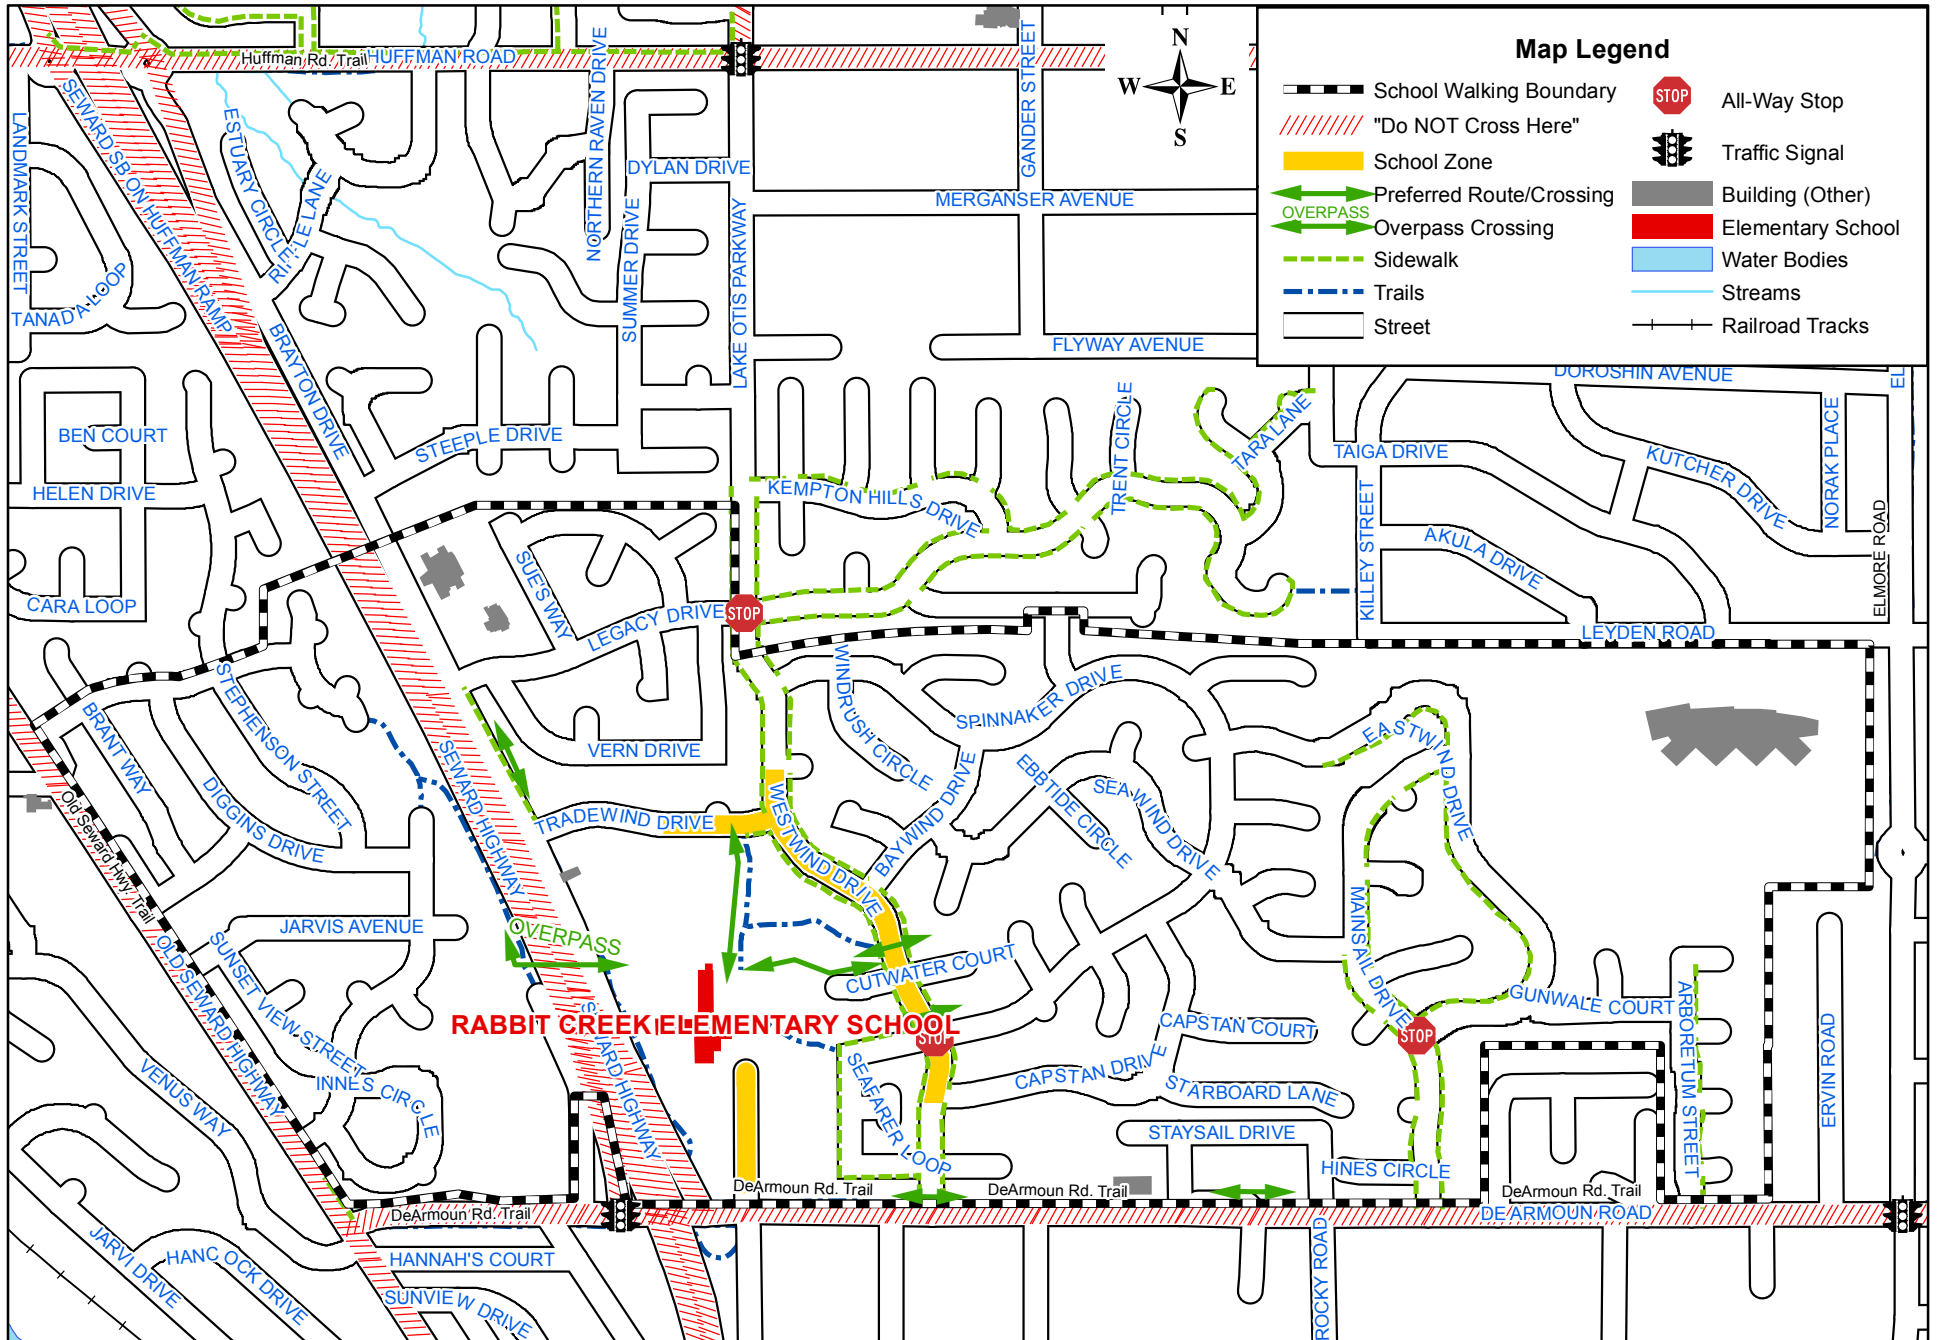 Map Legend
School Walking Boundary
"Do NOT Cross Here"
School Zone
Preferred Route/Crossing
OVERPASS
Overpass Crossing
Sidewalk
Trails
Street
STOP
All-Way Stop
Traffic Signal
Building (Other)
Elementary School
Water Bodies
Streams
Railroad Tracks
N
W
E
S
Huffman Rd. Trail
HUFFMAN ROAD
SEWARD SB ON HUFFMAN RAMP
LANDMARK STREET
ESTUARY CIRCLE
NORTHERN RAVEN DRIVE
DYLAN DRIVE
SUMMER DRIVE
LAKE OTIS PARKWAY
GANDER STREET
MERGANSER AVENUE
FLYWAY AVENUE
TANADA LOOP
BRAYTON DRIVE
BEN COURT
HELEN DRIVE
CARA LOOP
STEEPLE DRIVE
KEMPTON HILLS DRIVE
TRENT CIRCLE
TARA LANE
DOROSHIN AVENUE
EL
TAIGA DRIVE
KUTCHER DRIVE
NORAK PLACE
ELMORE ROAD
KILLEY STREET
AKULA DRIVE
LEYDEN ROAD
SUE'S WAY
LEGACY DRIVE
STOP
VERN DRIVE
STEPHENSON STREET
BRANT WAY
DIGGINS DRIVE
SEWARD HIGHWAY
TRADEWIND DRIVE
WESTWIND DRIVE
WINDRUSH CIRCLE
SPINNAKER DRIVE
BAYWIND DRIVE
EBBTIDE CIRCLE
SEA WIND DRIVE
EASTWIND DRIVE
MAINSAIL DRIVE
Old Seward Hwy. Trail
OLD SEWARD HIGHWAY
JARVIS AVENUE
SUNSET VIEW STREET
INNES CIRCLE
VENUS WAY
OVERPASS
CUTWATER COURT
RABBIT CREEK ELEMENTARY SCHOOL
STOP
SEWARD HIGHWAY
SEAFARER LOOP
CAPSTAN COURT
CAPSTAN DRIVE
STARBOARD LANE
STAYSAIL DRIVE
HINES CIRCLE
STOP
GUNWALE COURT
ARBORETUM STREET
ERVIN ROAD
DeArmoun Rd. Trail
DeArmoun Rd. Trail
DeArmoun Rd. Trail
DeArmoun Rd. Trail
DE ARMOUN ROAD
JARVI DRIVE
HANCOCK DRIVE
HANNAH'S COURT
SUNVIEW DRIVE
ROCKY ROAD